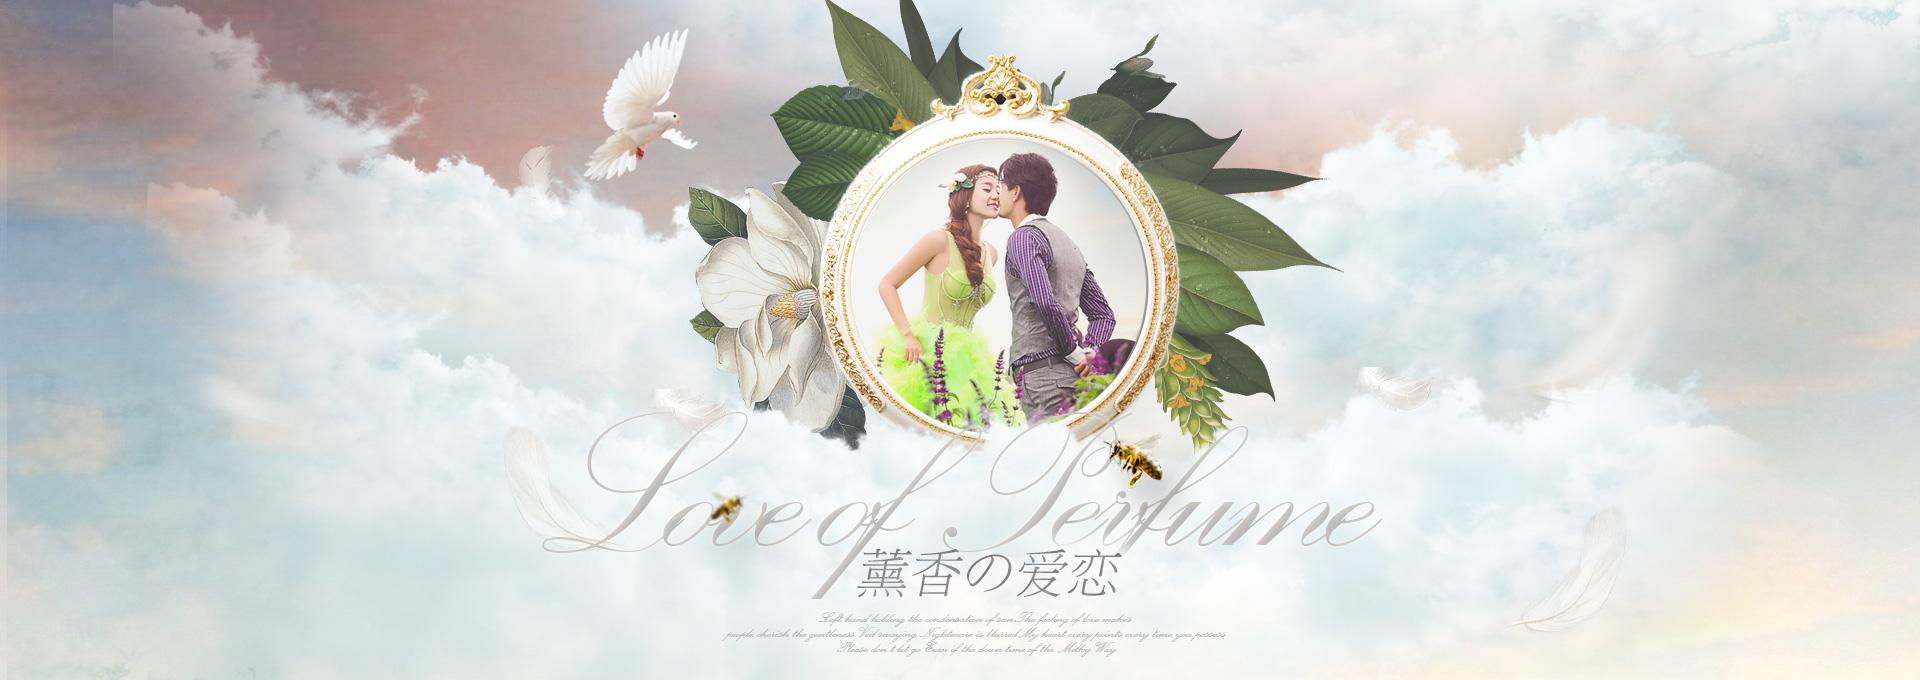 Love of Perfume
薰香の爱恋
Left hand holding the condensation of sun.The feeling of love makes
people cherish the gentleness.Veil swaying Nightmare is blurred.My heart every points every time you possess
Please don't let go Even if the down time of the Milky Way